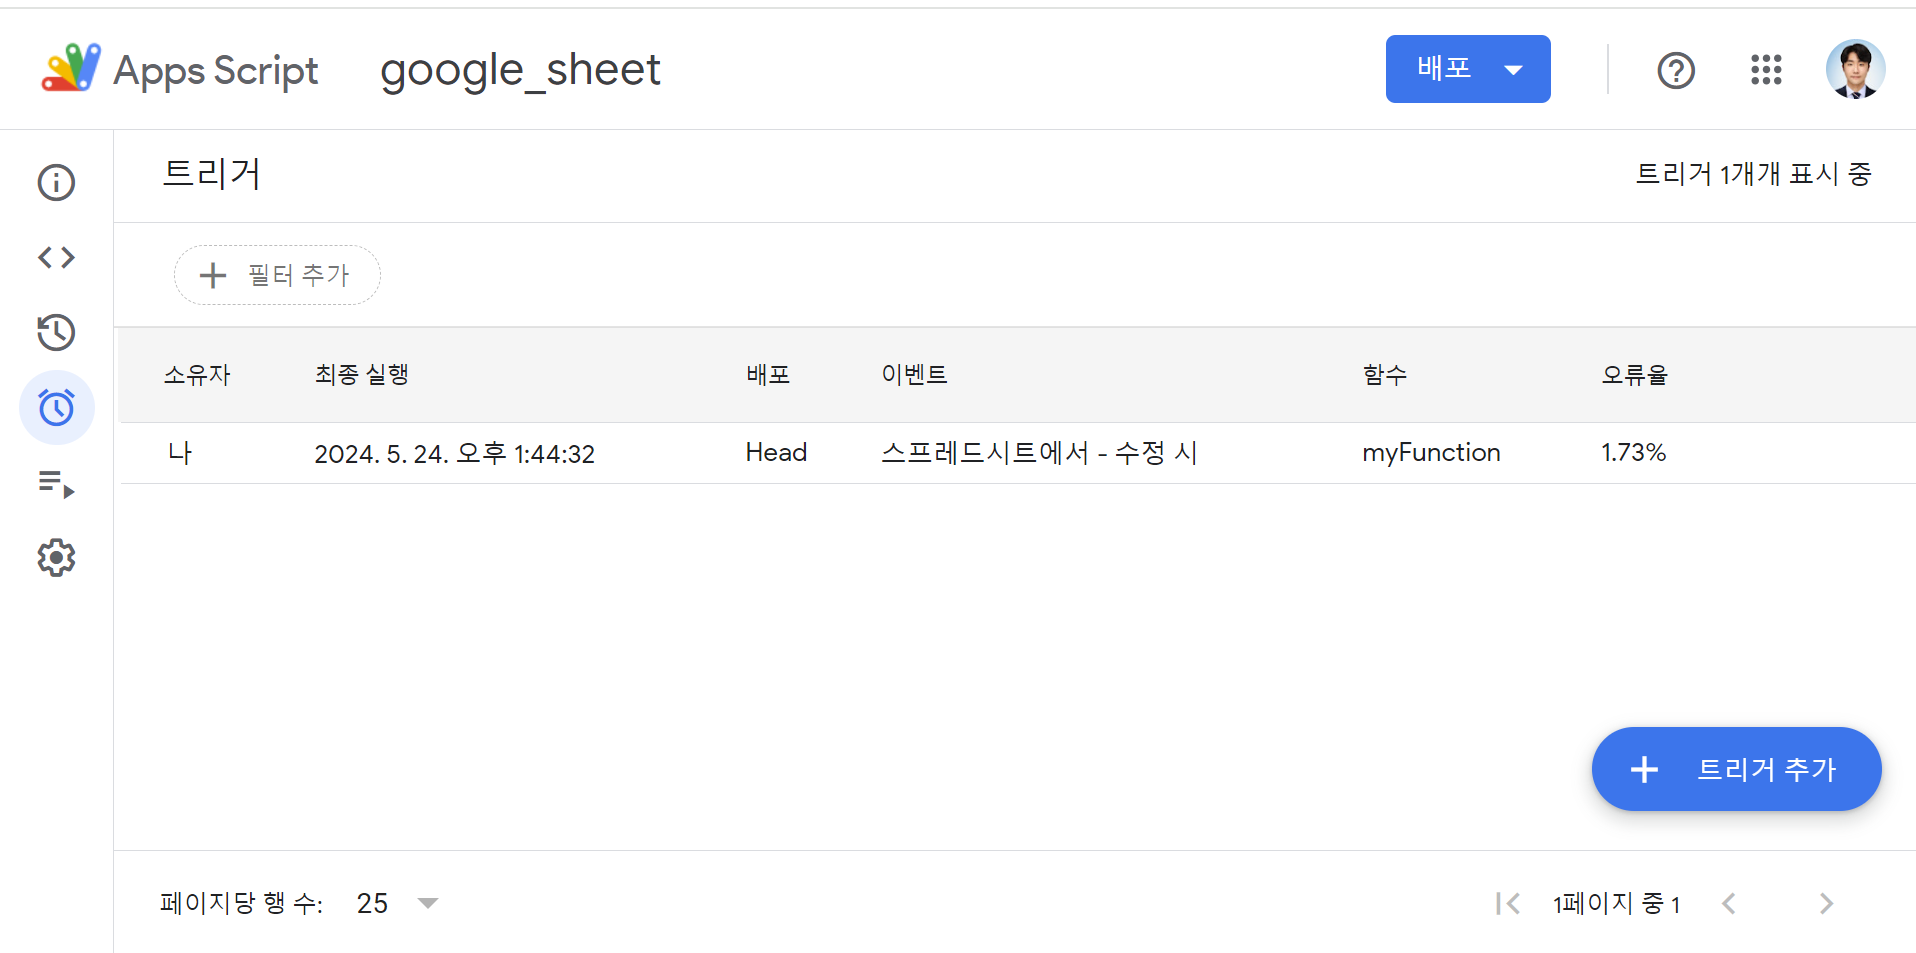 Apps Script google_sheet 배포
트리거 트리거 1개개 표시 중
필터 추가
소유자 최종 실행 배포 이벤트 함수 오류율
나 2024. 5. 24. 오후 1:44:32 Head 스프레드시트에서 - 수정 시 myFunction 1.73%
트리거 추가
페이지당 행 수: 25 1페이지 중 1